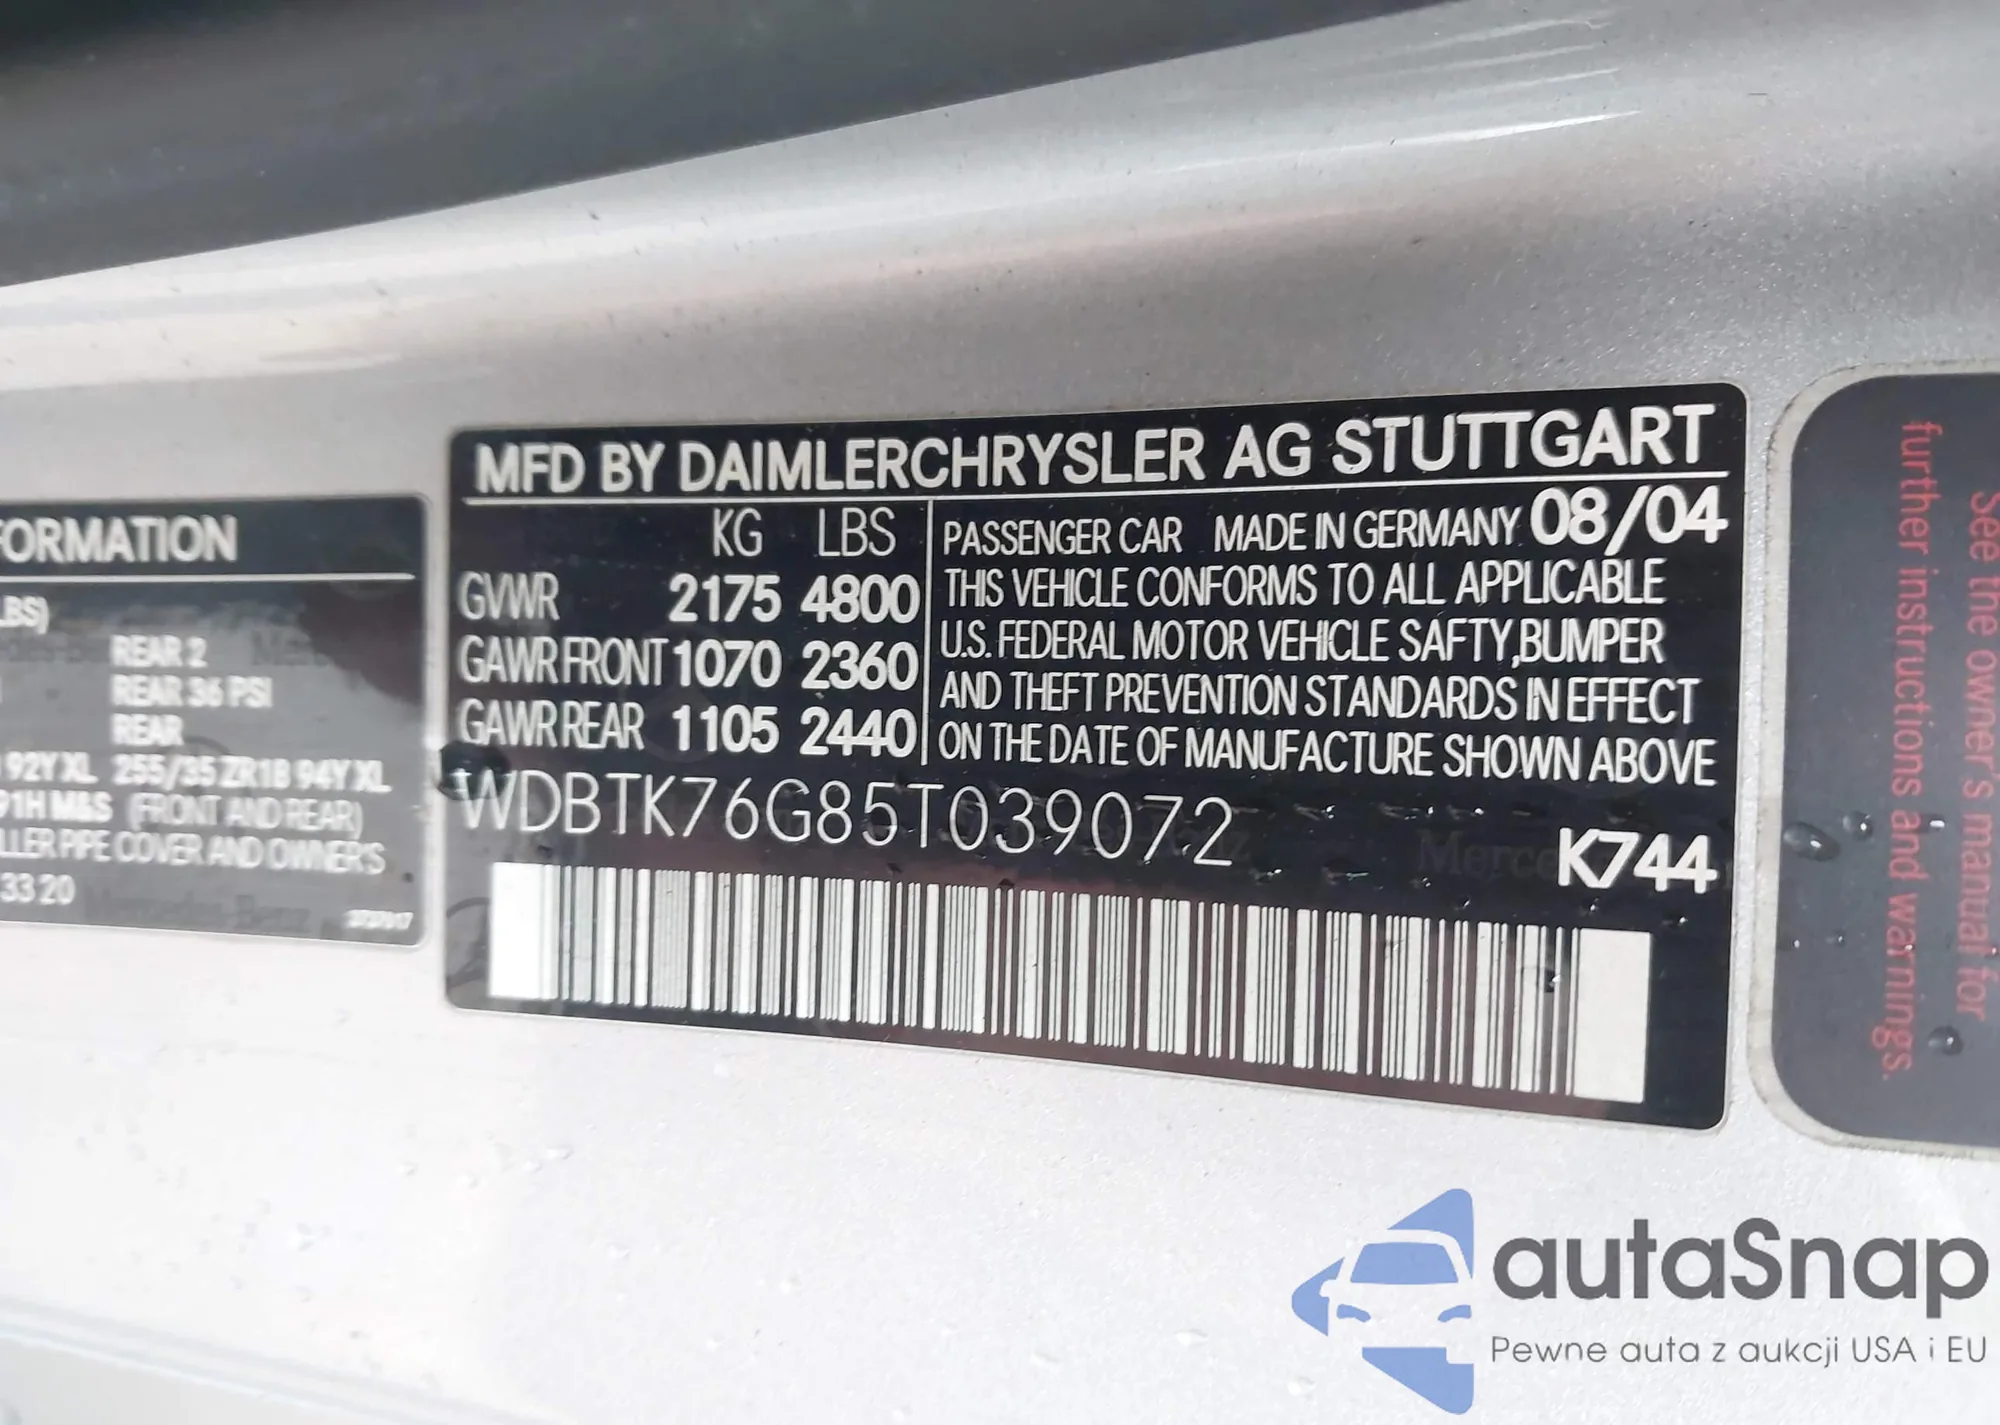 FORMATION
LBS)
REAR 2
REAR 36 PSI
REAR
92Y XL 255/35 ZR18 94Y XL
91H M&S (FRONT AND REAR)
LLER PIPE COVER AND OWNER'S
33 20
MFD BY DAIMLERCHRYSLER AG STUTTGART
KG LBS
GVWR 2175 4800
GAWR FRONT 1070 2360
GAWR REAR 1105 2440
PASSENGER CAR MADE IN GERMANY 08/04
THIS VEHICLE CONFORMS TO ALL APPLICABLE
U.S. FEDERAL MOTOR VEHICLE SAFTY,BUMPER
AND THEFT PREVENTION STANDARDS IN EFFECT
ON THE DATE OF MANUFACTURE SHOWN ABOVE
WDBTK76G85T039072
K744
See the owner's manual for
further instructions and warnings.
autaSnap
Pewne auta z aukcji USA i EU